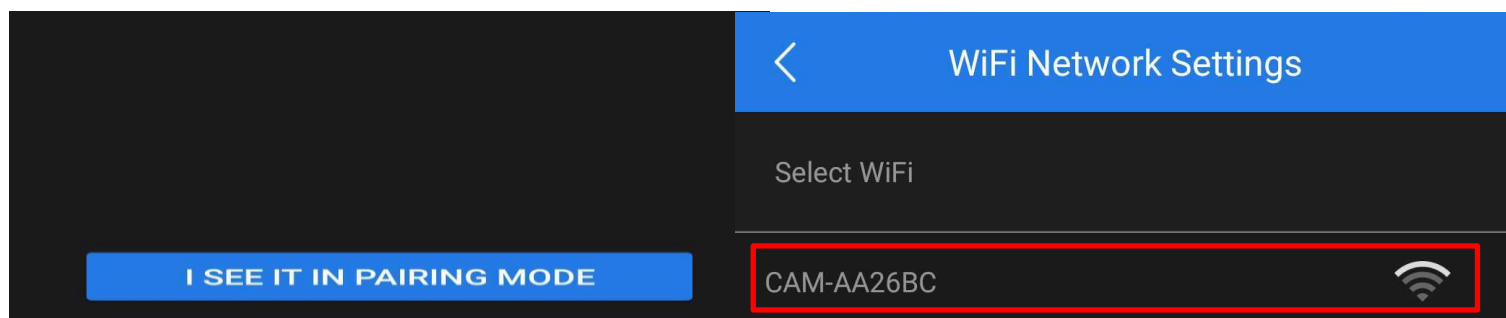 I SEE IT IN PAIRING MODE
WiFi Network Settings
Select WiFi
CAM-AA26BC